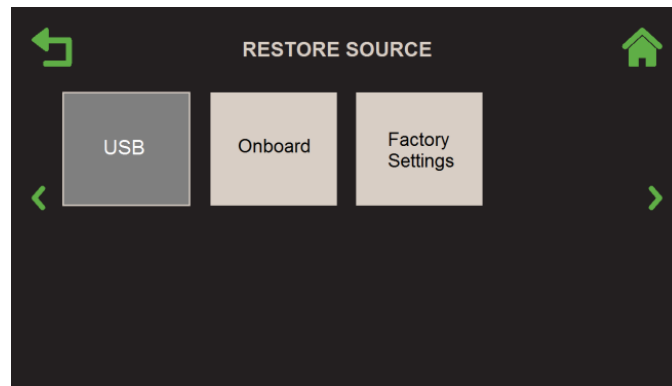 RESTORE SOURCE
USB
Onboard
Factory
Settings